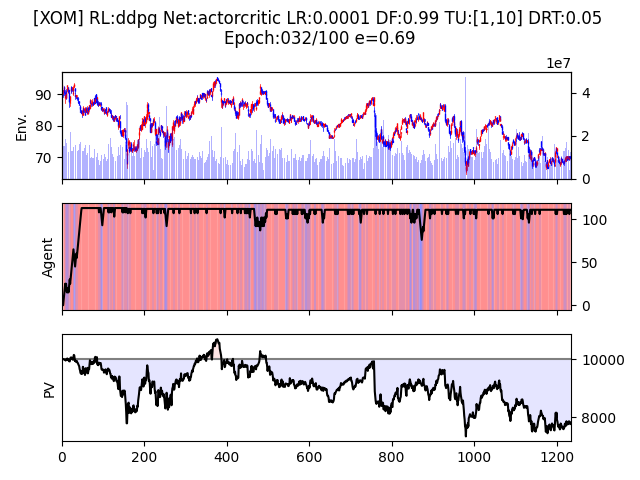 [XOM] RL:ddpg Net:actorcritic LR:0.0001 DF:0.99 TU:[1,10] DRT:0.05
Epoch:032/100 e=0.69
1e7
Env.
90
80
70
4
2
0
Agent
100
50
0
PV
10000
8000
0 200 400 600 800 1000 1200